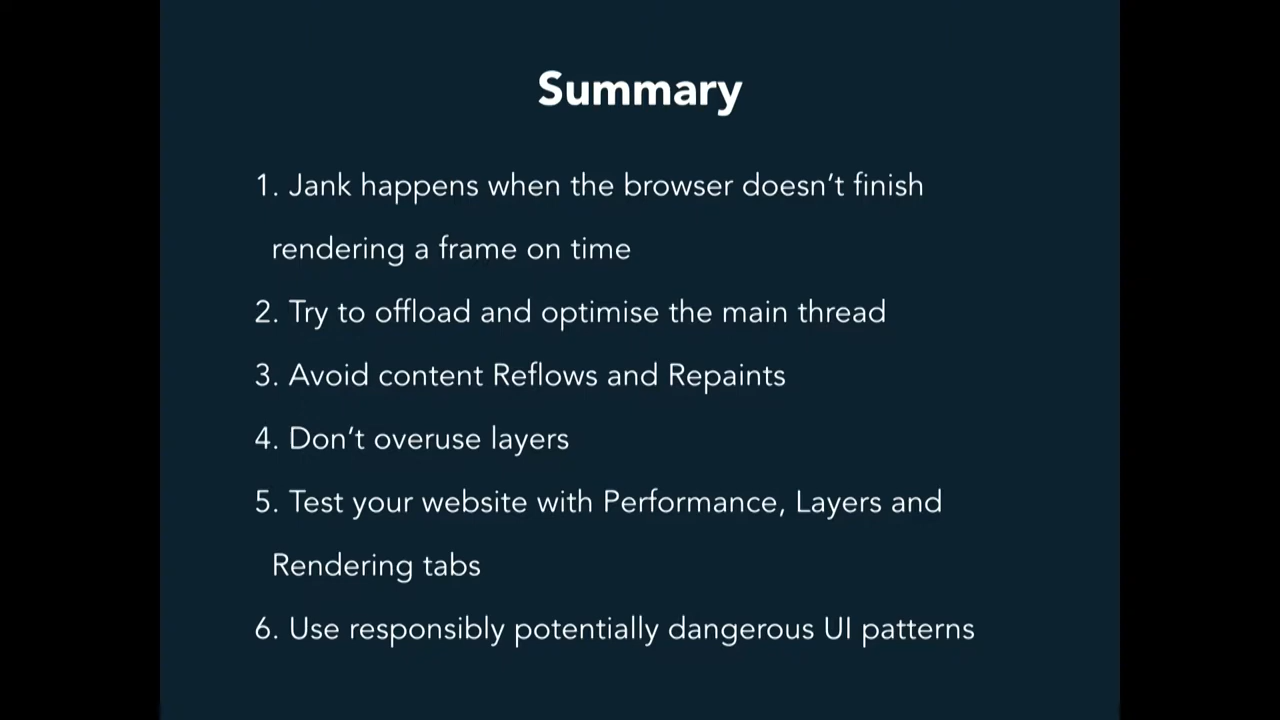 Summary
1. Jank happens when the browser doesn’t finish
rendering a frame on time
2. Try to offload and optimise the main thread
3. Avoid content Reflows and Repaints
4. Don’t overuse layers
5. Test your website with Performance, Layers and
Rendering tabs
6. Use responsibly potentially dangerous UI patterns